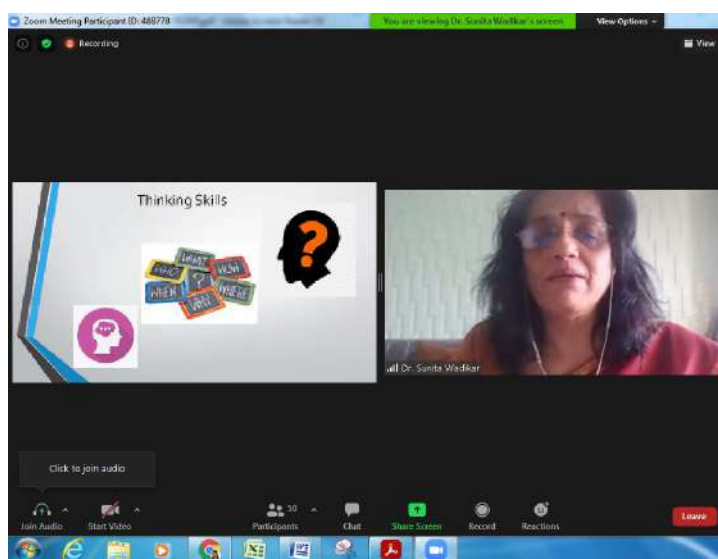 Zoom Meeting Participant ID: 488778
You are viewing Dr. Sunita Wadikar's screen
View Options
Recording
View
Thinking Skills
WHAT
WHO
HOW
?
WHEN
WHERE
WHY
?
Dr. Sunita Wadikar
Click to join audio
Join Audio
Start Video
Participants
50
Chat
Share Screen
Record
Reactions
Leave